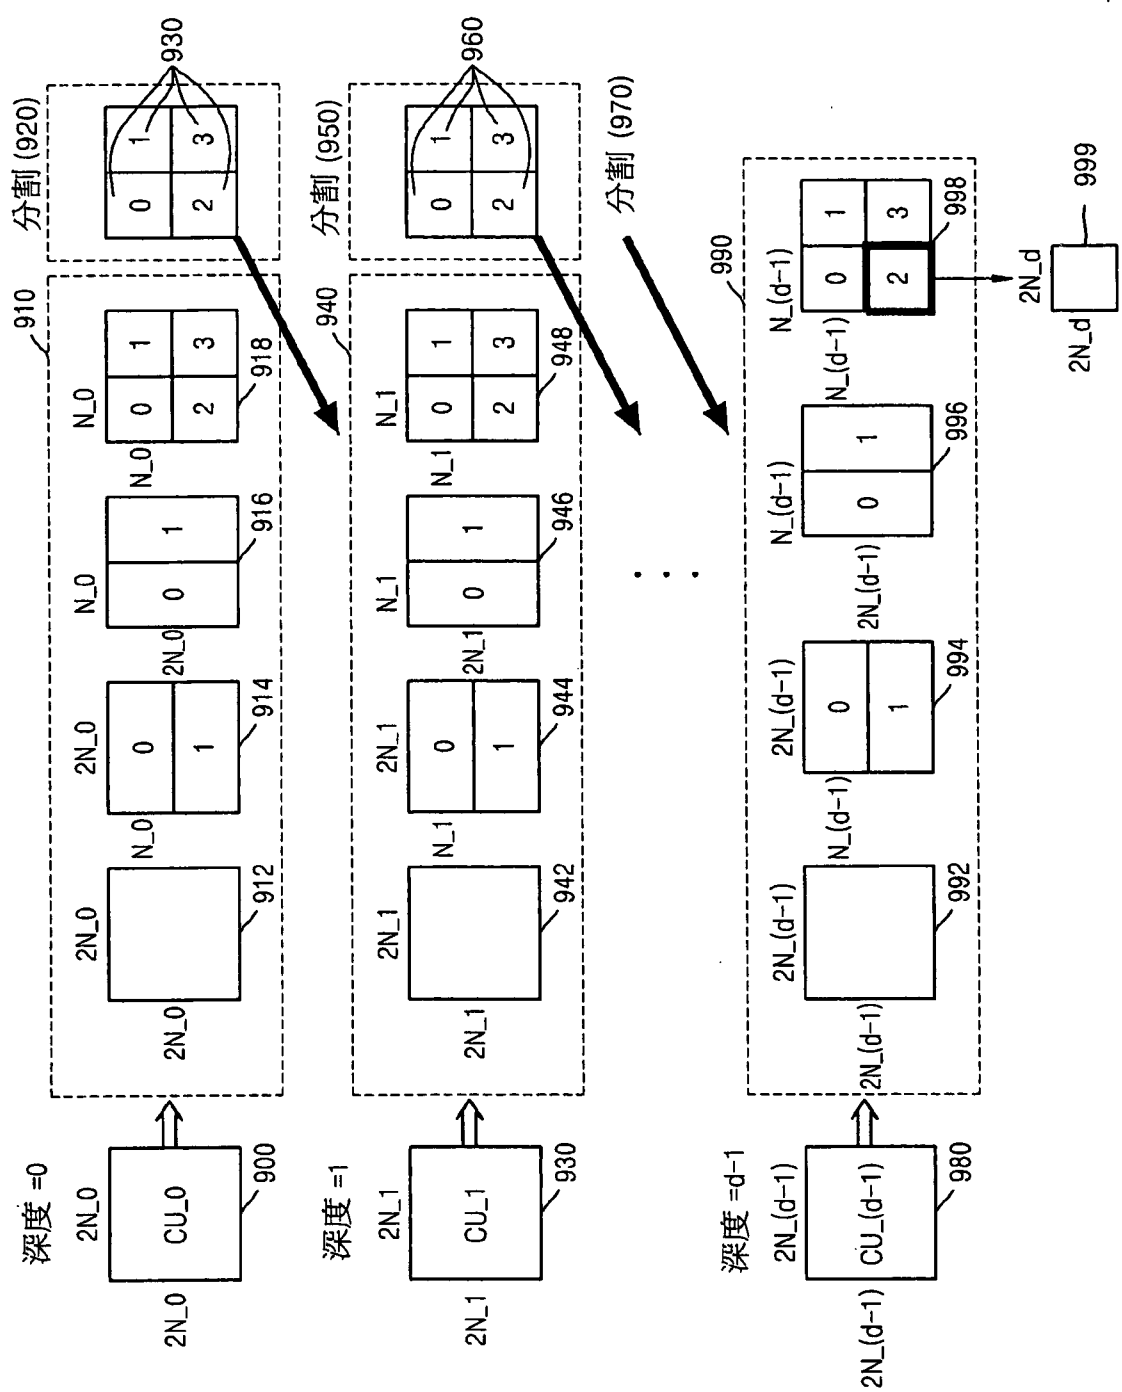 深度 =0
2N_0
2N_0
CU_0
900
910
2N_0
2N_0
912
2N_0
N_0
0
1
914
N_0
2N_0
0
1
916
N_0
N_0
0
1
2
3
918
分割 (920)
0
1
2
3
930
深度 =1
2N_1
2N_1
CU_1
930
940
2N_1
2N_1
942
2N_1
N_1
0
1
944
N_1
2N_1
0
1
946
N_1
N_1
0
1
2
3
948
分割 (950)
0
1
2
3
960
分割 (970)
. . .
深度 =d-1
2N_(d-1)
2N_(d-1)
CU_(d-1)
980
990
2N_(d-1)
2N_(d-1)
992
2N_(d-1)
N_(d-1)
0
1
994
N_(d-1)
2N_(d-1)
0
1
996
N_(d-1)
N_(d-1)
0
1
2
3
998
2N_d
2N_d
999